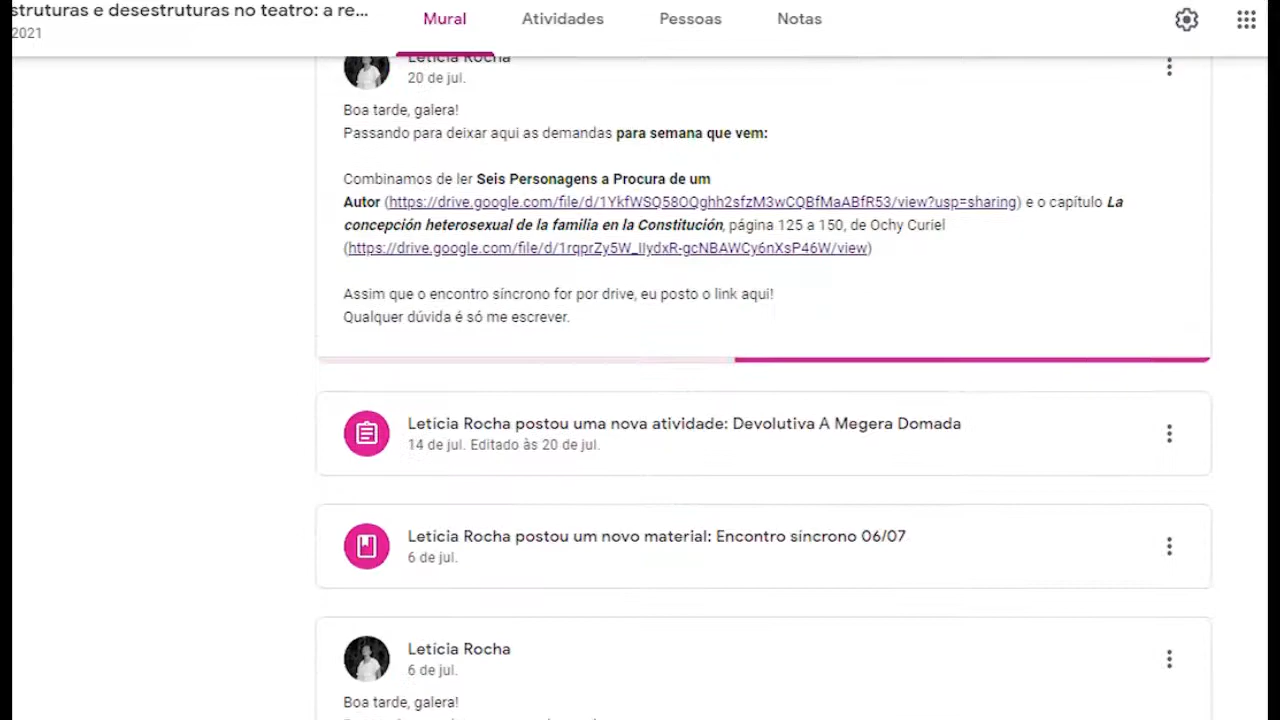 struturas e desestruturas no teatro: a re...
2021
Mural
Atividades
Pessoas
Notas
Letícia Rocha
20 de jul.
Boa tarde, galera!
Passando para deixar aqui as demandas para semana que vem:
Combinamos de ler Seis Personagens a Procura de um
Autor (https://drive.google.com/file/d/1YkfWSQ58OQghh2sfzM3wCQBfMaABfR53/view?usp=sharing) e o capítulo La
concepción heterosexual de la familia en la Constitución, página 125 a 150, de Ochy Curiel
(https://drive.google.com/file/d/1rqprZy5W_IIydxR-gcNBAWCy6nXsP46W/view)
Assim que o encontro síncrono for por drive, eu posto o link aqui!
Qualquer dúvida é só me escrever.
Letícia Rocha postou uma nova atividade: Devolutiva A Megera Domada
14 de jul. Editado às 20 de jul.
Letícia Rocha postou um novo material: Encontro síncrono 06/07
6 de jul.
Letícia Rocha
6 de jul.
Boa tarde, galera!